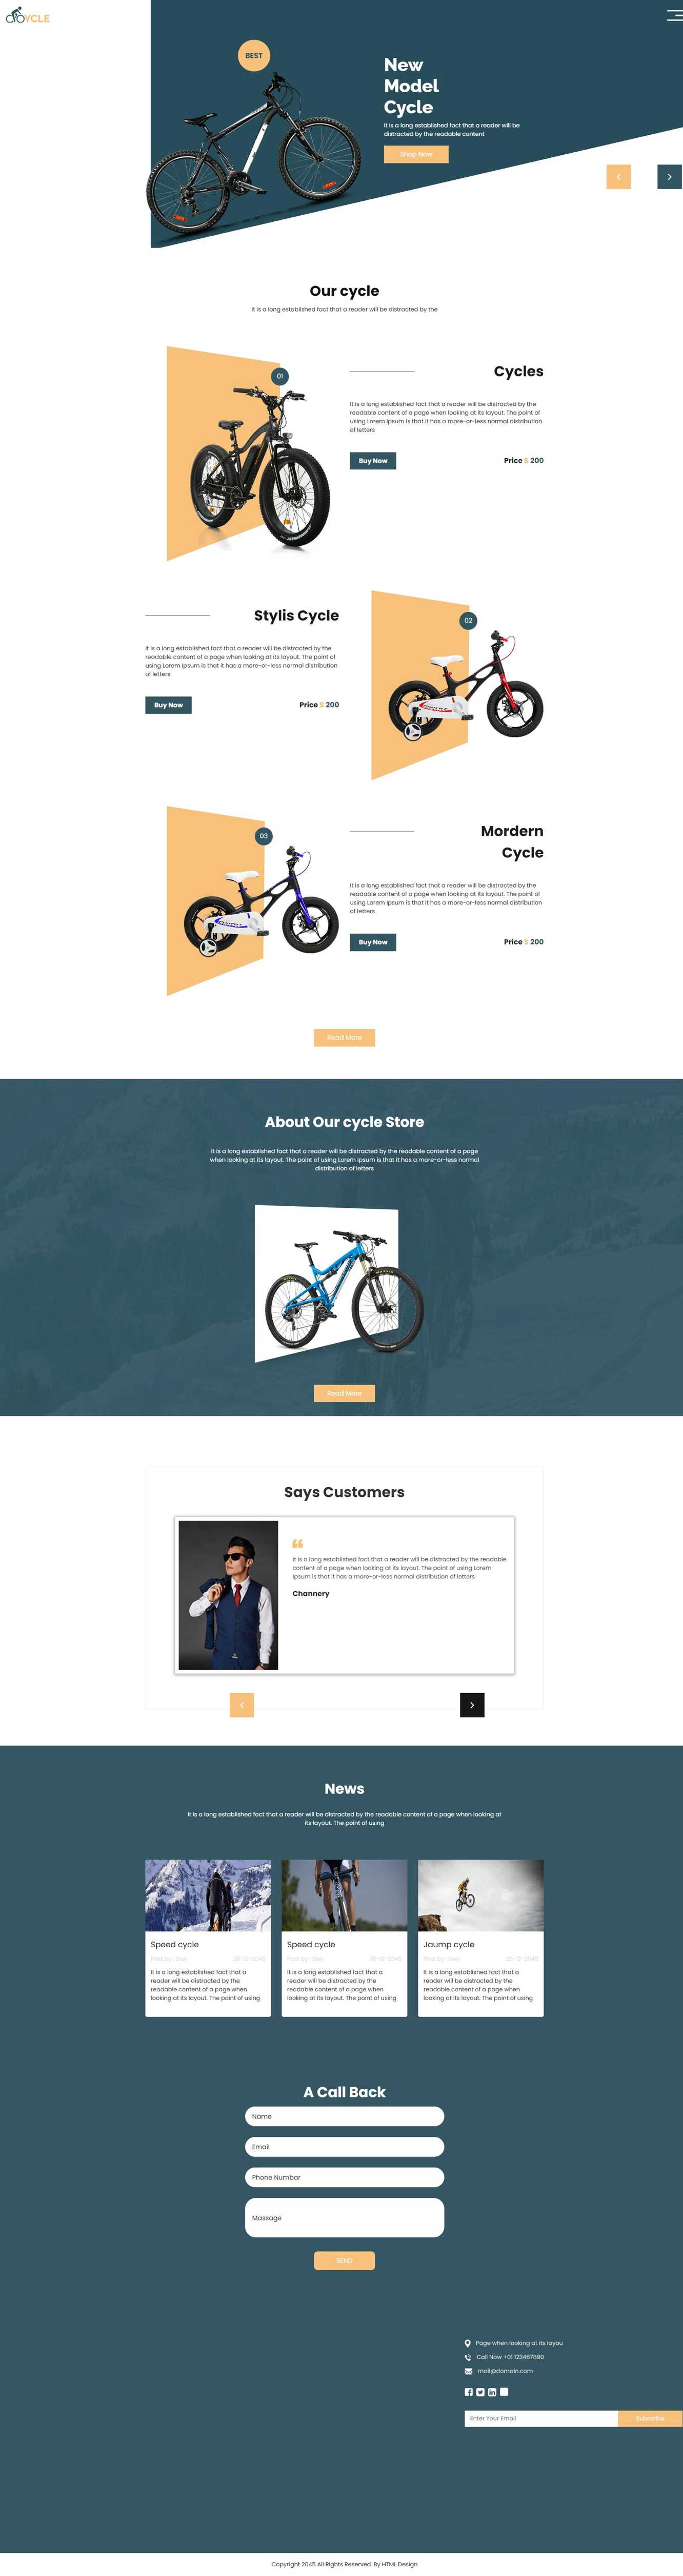 CYCLE
BEST
New
Model
Cycle
It is a long established fact that a reader will be
distracted by the readable content
Shop Now
Our cycle
It is a long established fact that a reader will be distracted by the
01
Cycles
It is a long established fact that a reader will be distracted by the
readable content of a page when looking at its layout. The point of
using Lorem Ipsum is that it has a more-or-less normal distribution
of letters
Buy Now
Price $ 200
Stylis Cycle
It is a long established fact that a reader will be distracted by the
readable content of a page when looking at its layout. The point of
using Lorem Ipsum is that it has a more-or-less normal distribution
of letters
Buy Now
Price $ 200
02
03
Mordern
Cycle
It is a long established fact that a reader will be distracted by the
readable content of a page when looking at its layout. The point of
using Lorem Ipsum is that it has a more-or-less normal distribution
of letters
Buy Now
Price $ 200
Read More
About Our cycle Store
It is a long established fact that a reader will be distracted by the readable content of a page
when looking at its layout. The point of using Lorem Ipsum is that it has a more-or-less normal
distribution of letters
Read More
Says Customers
It is a long established fact that a reader will be distracted by the readable
content of a page when looking at its layout. The point of using Lorem
Ipsum is that it has a more-or-less normal distribution of letters
Channery
News
It is a long established fact that a reader will be distracted by the readable content of a page when looking at
its layout. The point of using
Speed cycle
Post by : Den 20-12-2045
It is a long established fact that a
reader will be distracted by the
readable content of a page when
looking at its layout. The point of using
Speed cycle
Post by : Den 20-12-2045
It is a long established fact that a
reader will be distracted by the
readable content of a page when
looking at its layout. The point of using
Jaump cycle
Post by : Den 20-12-2045
It is a long established fact that a
reader will be distracted by the
readable content of a page when
looking at its layout. The point of using
A Call Back
Name
Email
Phone Numbar
Massage
SEND
Page when looking at its layou
Call Now +01 123467890
mail@domain.com
Enter Your Email
Subscribe
Copyright 2045 All Rights Reserved. By HTML Design